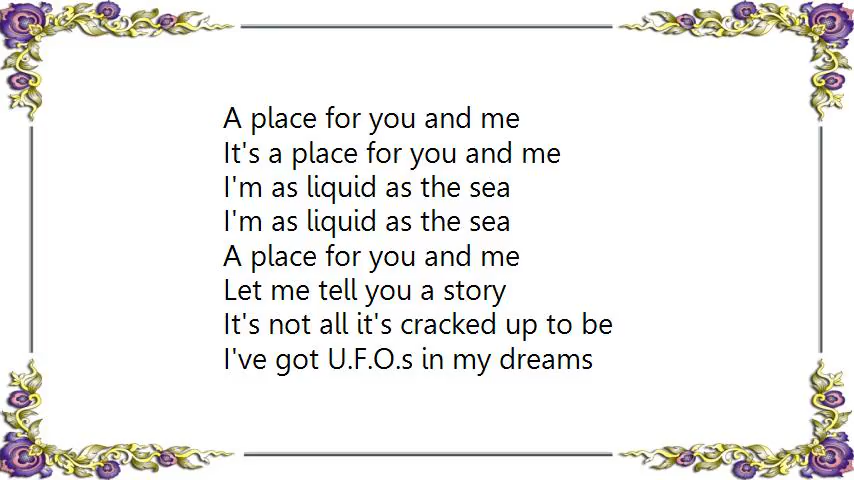 A place for you and me
It's a place for you and me
I'm as liquid as the sea
I'm as liquid as the sea
A place for you and me
Let me tell you a story
It's not all it's cracked up to be
I've got U.F.O.s in my dreams